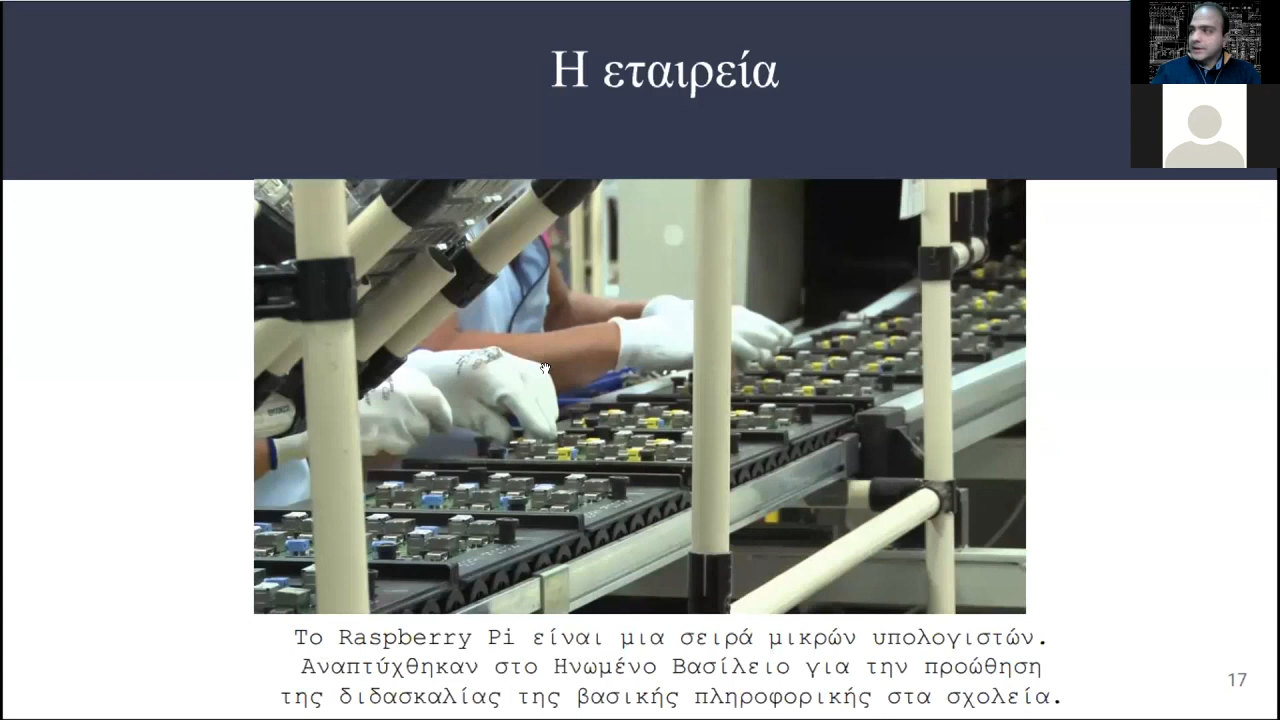 Η εταιρεία
Το Raspberry Pi είναι μια σειρά μικρών υπολογιστών.
Αναπτύχθηκαν στο Ηνωμένο Βασίλειο για την προώθηση
της διδασκαλίας της βασικής πληροφορικής στα σχολεία.
17